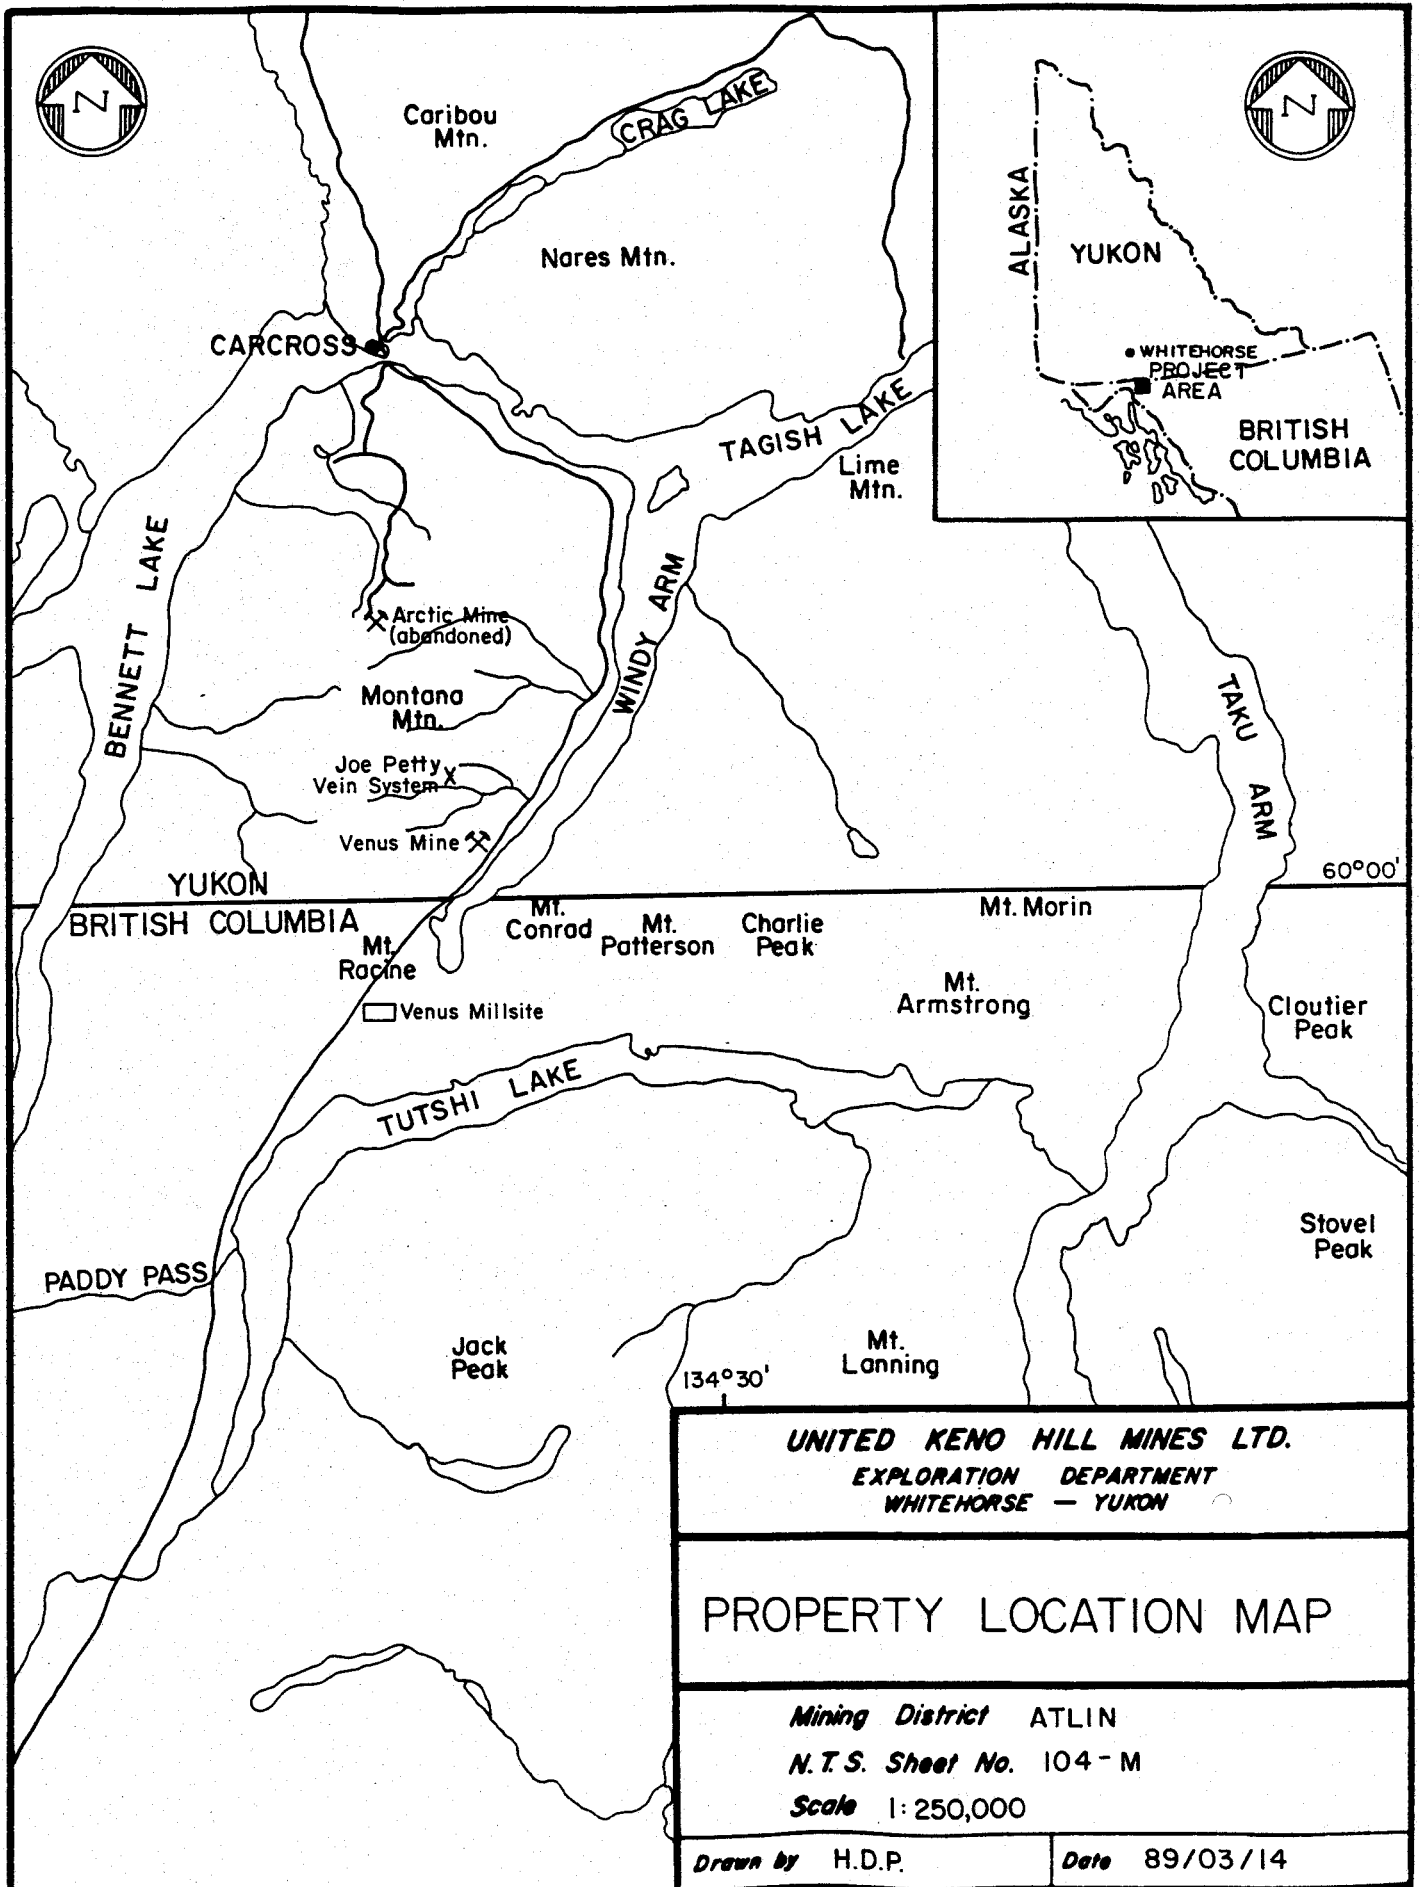 N
N
Caribou
Mtn.
CRAG LAKE
Nares Mtn.
CARCROSS
TAGISH LAKE
Lime
Mtn.
ALASKA
YUKON
WHITEHORSE
PROJECT
AREA
BRITISH
COLUMBIA
BENNETT LAKE
WINDY ARM
Arctic Mine
(abandoned)
Montana
Mtn.
Joe Petty
Vein System
Venus Mine
TAKU ARM
60°00'
YUKON
BRITISH COLUMBIA
Mt.
Racine
Mt.
Conrad
Mt.
Patterson
Charlie
Peak
Mt. Morin
Mt.
Armstrong
Cloutier
Peak
Venus Millsite
TUTSHI LAKE
PADDY PASS
Stovel
Peak
Jack
Peak
Mt.
Lanning
134°30'
UNITED KENO HILL MINES LTD.
EXPLORATION DEPARTMENT
WHITEHORSE — YUKON
PROPERTY LOCATION MAP
Mining District ATLIN
N.T.S. Sheet No. 104-M
Scale 1:250,000
Drawn by H.D.P.
Date 89/03/14